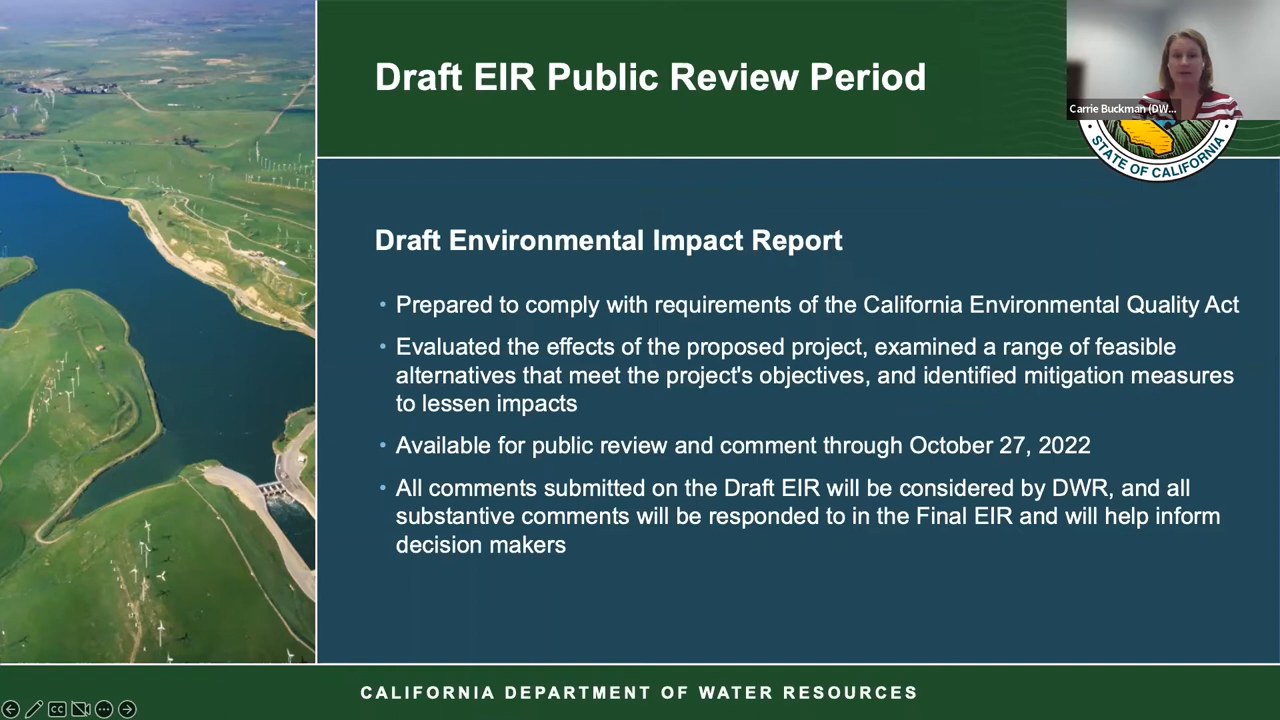 Draft EIR Public Review Period
Carrie Buckman (DW...
STATE OF CALIFORNIA
Draft Environmental Impact Report
• Prepared to comply with requirements of the California Environmental Quality Act
• Evaluated the effects of the proposed project, examined a range of feasible
alternatives that meet the project's objectives, and identified mitigation measures
to lessen impacts
• Available for public review and comment through October 27, 2022
• All comments submitted on the Draft EIR will be considered by DWR, and all
substantive comments will be responded to in the Final EIR and will help inform
decision makers
CALIFORNIA DEPARTMENT OF WATER RESOURCES
CC